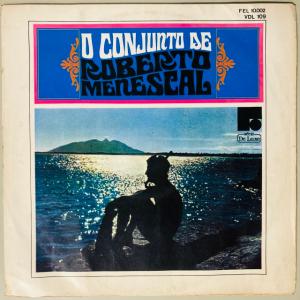 FEL 10002
VDL 109
O CONJUNTO DE
ROBERTO
MENESCAL
De Luxe